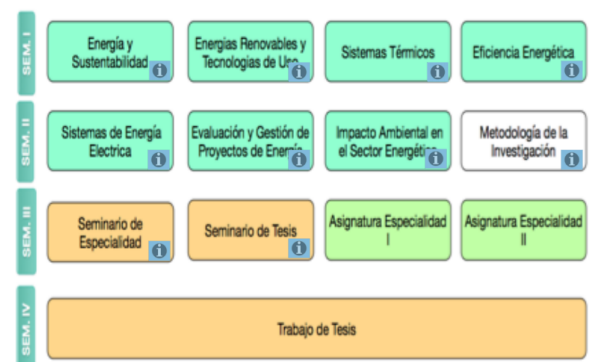 SEM. I
Energía y
Sustentabilidad
Energias Renovables y
Tecnologias de Uso
Sistemas Térmicos
Eficiencia Energética
SEM. II
Sistemas de Energía
Electrica
Evaluación y Gestión de
Proyectos de Energía
Impacto Ambiental en
el Sector Energético
Metodología de la
Investigación
SEM. III
Seminario de
Especialidad
Seminario de Tesis
Asignatura Especialidad
I
Asignatura Especialidad
II
SEM. IV
Trabajo de Tesis